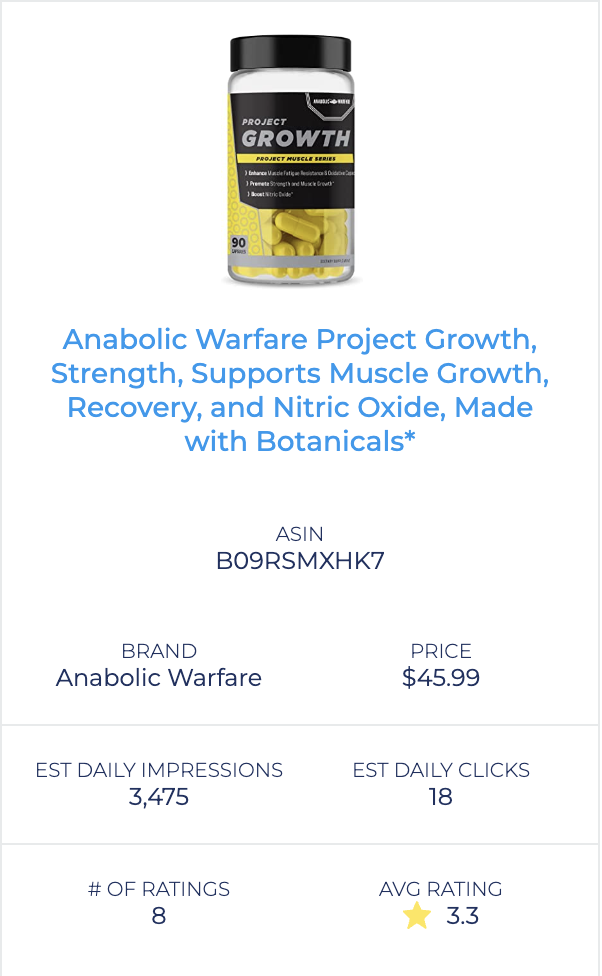 ANABOLIC WARFARE
PROJECT
GROWTH
PROJECT MUSCLE SERIES
Enhance Muscle Fatigue Resistance & Oxidative
Promote Strength and Muscle Growth*
Boost Nitric Oxide*
90
CAPSULES
Anabolic Warfare Project Growth,
Strength, Supports Muscle Growth,
Recovery, and Nitric Oxide, Made
with Botanicals*
ASIN
B09RSMXHK7
BRAND
Anabolic Warfare
PRICE
$45.99
EST DAILY IMPRESSIONS
3,475
EST DAILY CLICKS
18
# OF RATINGS
8
AVG RATING
3.3